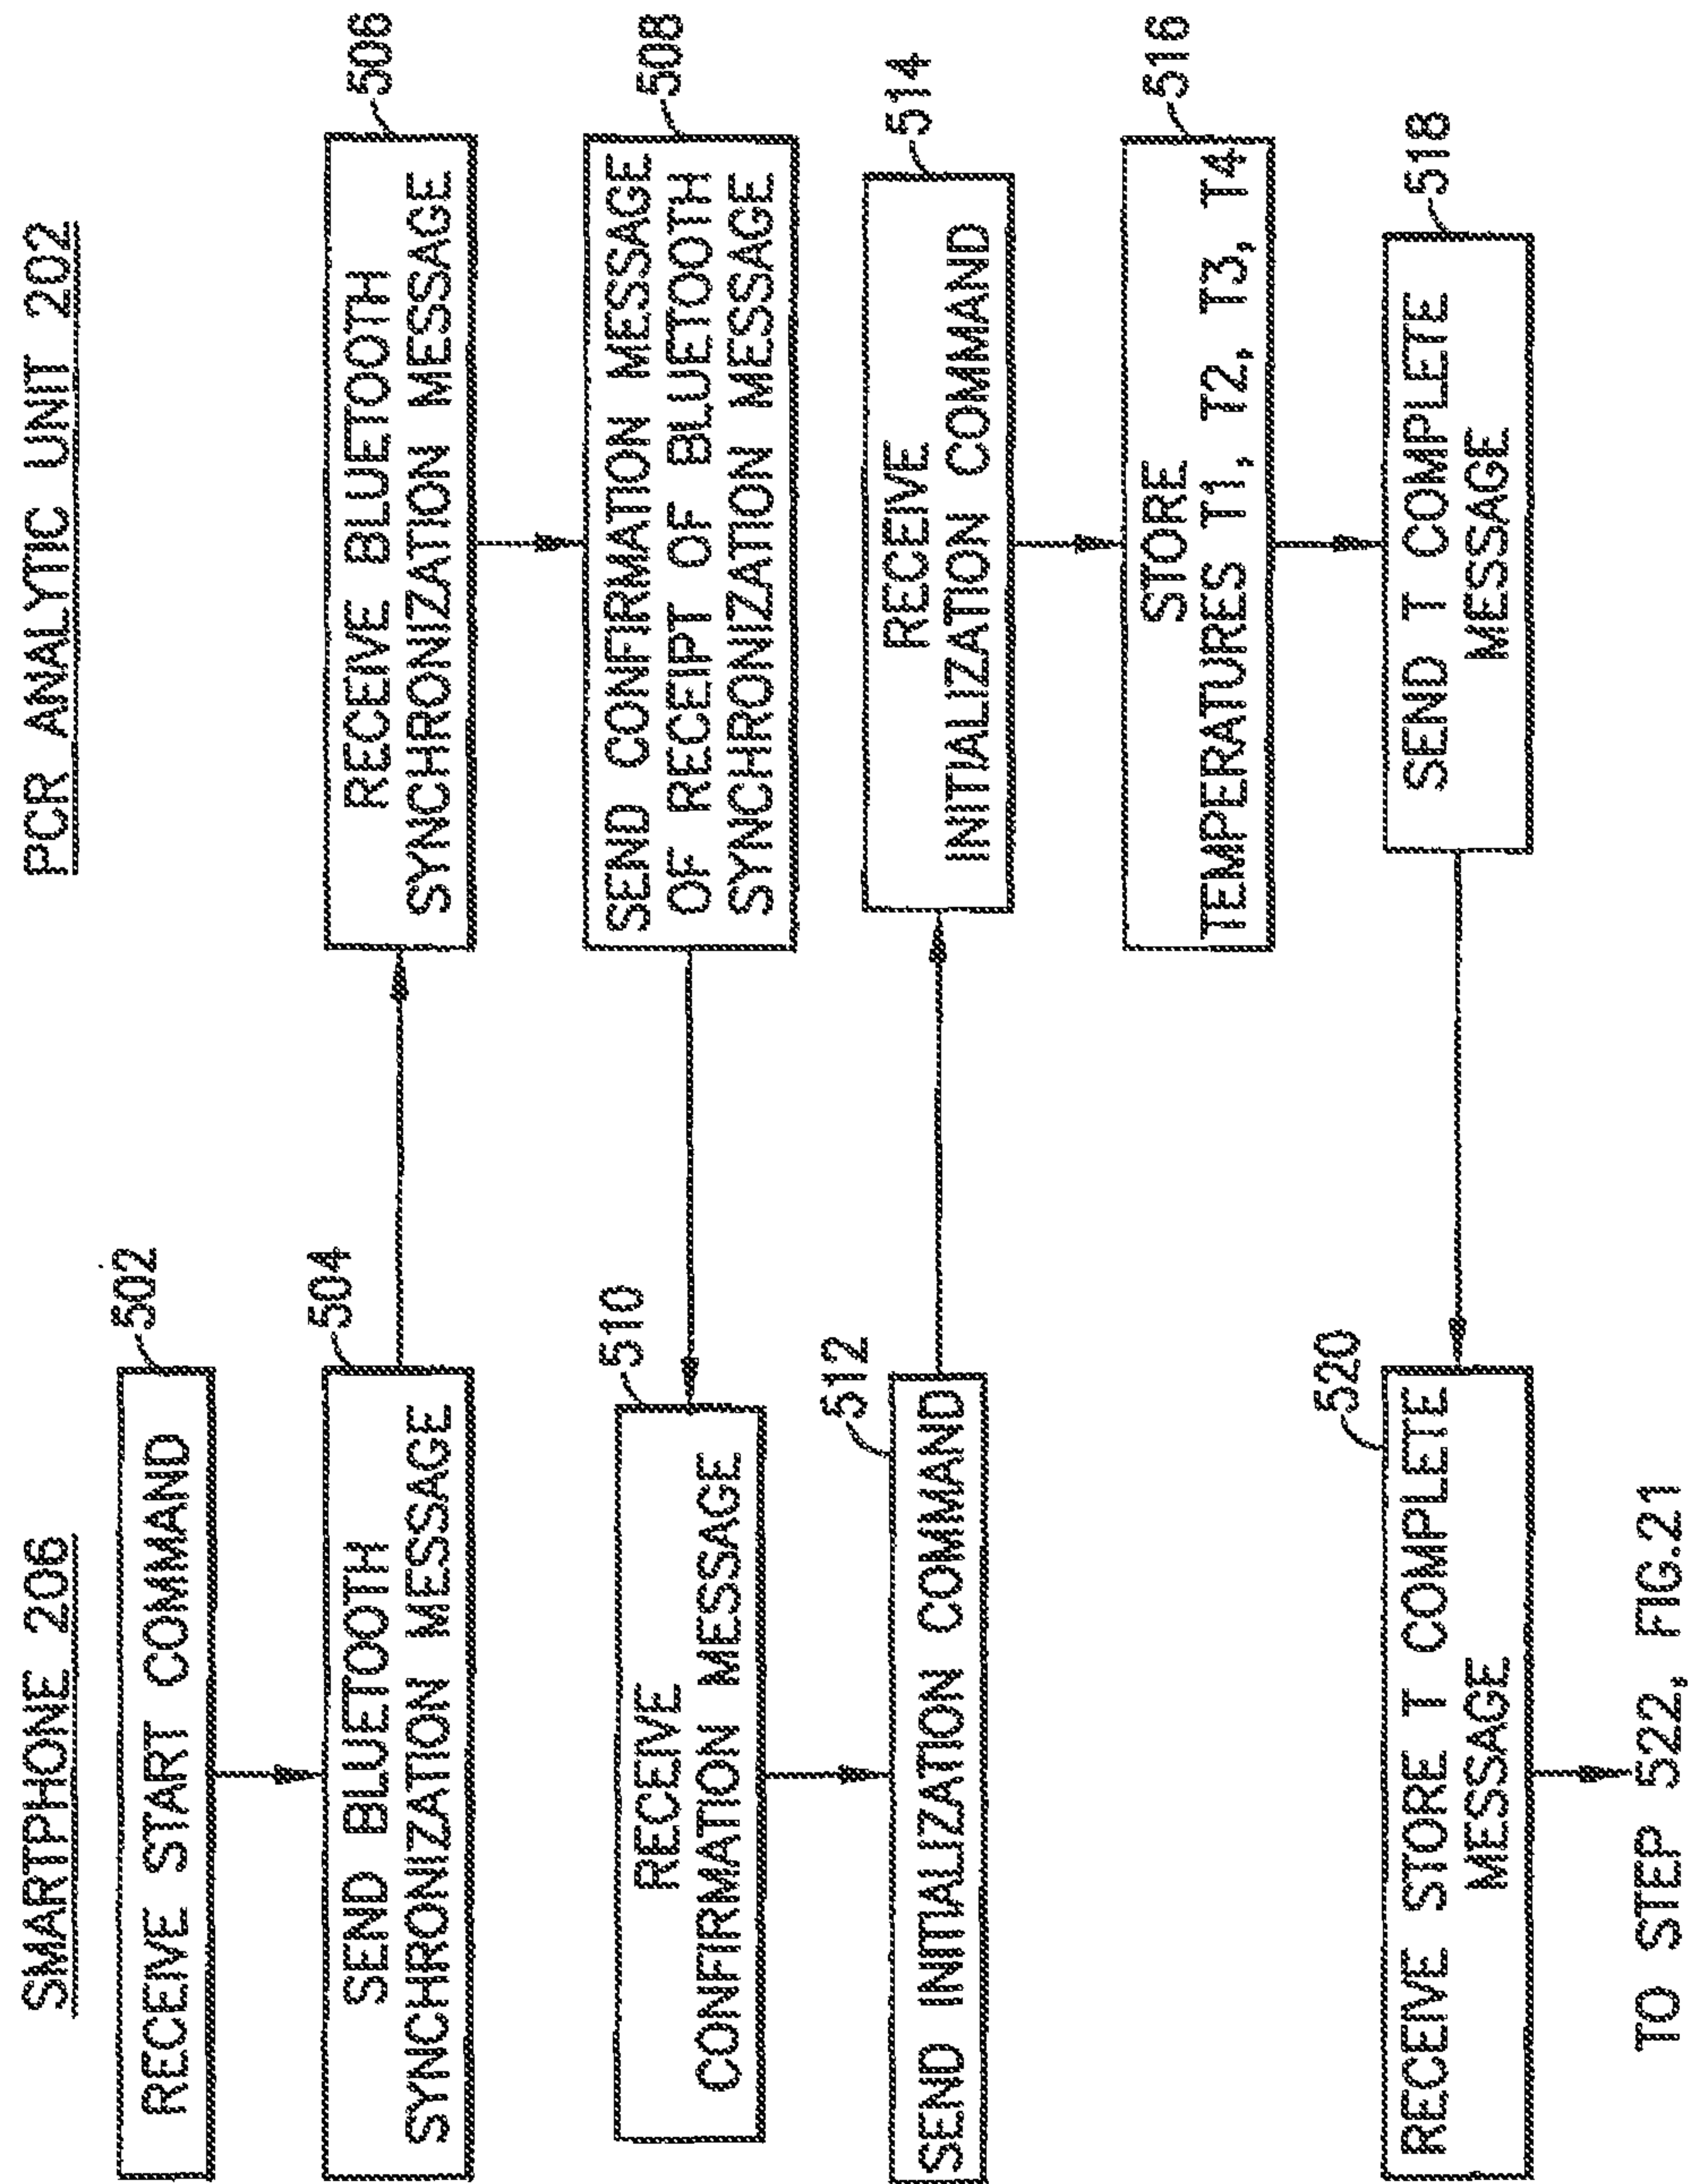 SMARTPHONE 206
PCR ANALYTIC UNIT 202
502
RECEIVE START COMMAND
504
SEND BLUETOOTH
SYNCHRONIZATION MESSAGE
506
RECEIVE BLUETOOTH
SYNCHRONIZATION MESSAGE
508
SEND CONFIRMATION MESSAGE
OF RECEIPT OF BLUETOOTH
SYNCHRONIZATION MESSAGE
510
RECEIVE
CONFIRMATION MESSAGE
512
SEND INITIALIZATION COMMAND
514
RECEIVE
INITIALIZATION COMMAND
516
STORE
TEMPERATURES T1, T2, T3, T4
518
SEND T COMPLETE
MESSAGE
520
RECEIVE STORE T COMPLETE
MESSAGE
TO STEP 522, FIG.21